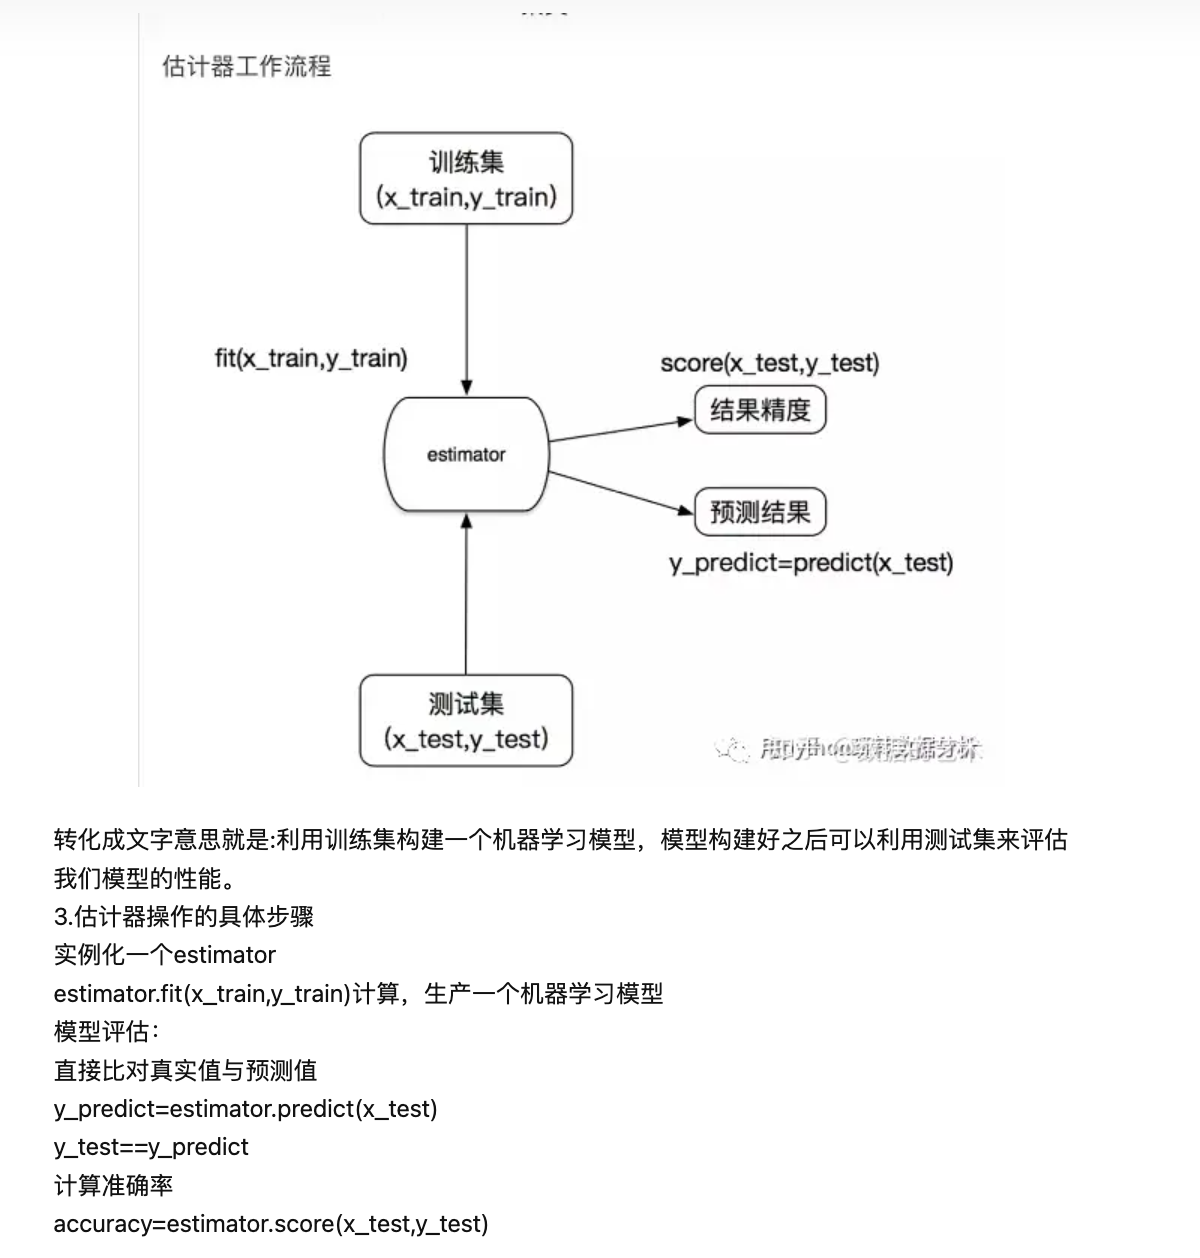 估计器工作流程
训练集
(x_train,y_train)
fit(x_train,y_train)
score(x_test,y_test)
结果精度
estimator
预测结果
y_predict=predict(x_test)
测试集
(x_test,y_test)
转化成文字意思就是:利用训练集构建一个机器学习模型，模型构建好之后可以利用测试集来评估
我们模型的性能。
3.估计器操作的具体步骤
实例化一个estimator
estimator.fit(x_train,y_train)计算，生产一个机器学习模型
模型评估：
直接比对真实值与预测值
y_predict=estimator.predict(x_test)
y_test==y_predict
计算准确率
accuracy=estimator.score(x_test,y_test)